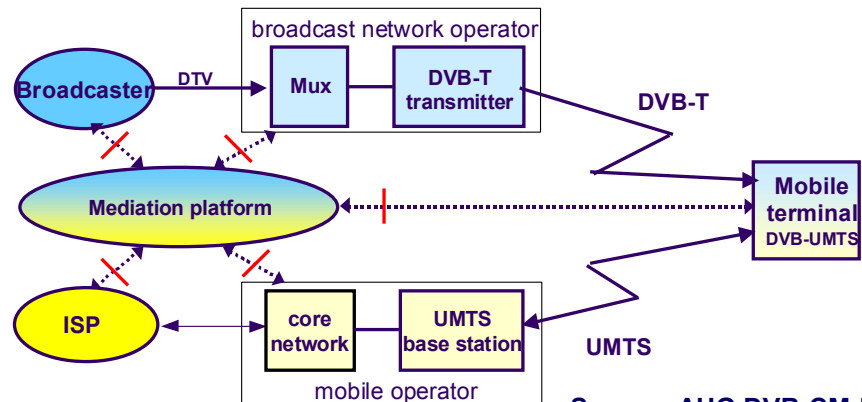 broadcast network operator
Broadcaster
DTV
Mux
DVB-T
transmitter
DVB-T
Mediation platform
Mobile
terminal
DVB-UMTS
ISP
core
network
UMTS
base station
UMTS
mobile operator